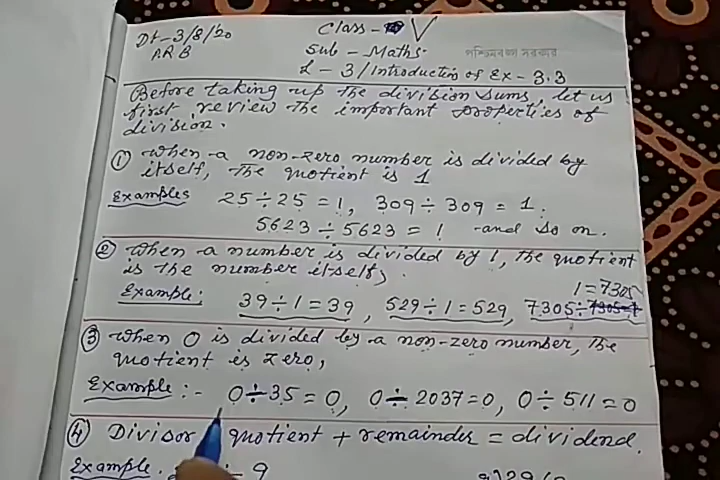 Dt-3/8/20
ARB
Class - V
Sub - Maths.
পশ্চিমবঙ্গ সরকার
L - 3/Introduction of Ex - 3.3
Before taking up the division sums, let us
first review the important properties of
division.
① When a non-zero number is divided by
itself, The quotient is 1
Examples 25÷25 = 1, 309÷309 = 1.
5623÷5623 = 1 and so on.
② When a number is divided by 1, the quotient
is the number itself,
1=7305
Example: 39÷1=39, 529÷1=529, 7305÷
③ When 0 is divided by a non-zero number, The
quotient is zero,
Example:- 0÷35=0, 0÷2037=0, 0÷511=0
④ Divisor quotient + remainder = dividend.
Example. ÷ 9